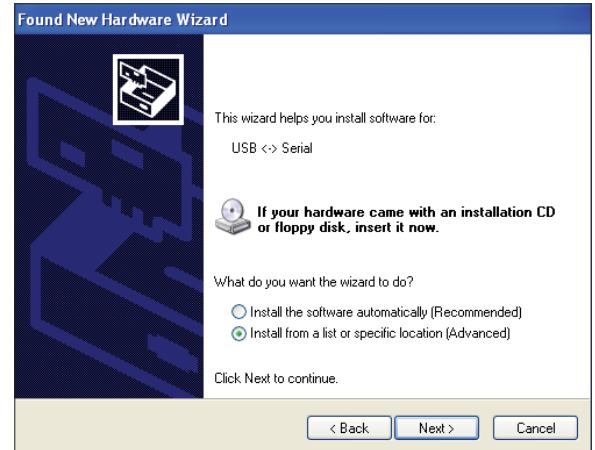 Found New Hardware Wizard
This wizard helps you install software for:
USB <-> Serial
If your hardware came with an installation CD
or floppy disk, insert it now.
What do you want the wizard to do?
Install the software automatically (Recommended)
Install from a list or specific location (Advanced)
Click Next to continue.
< Back Next > Cancel